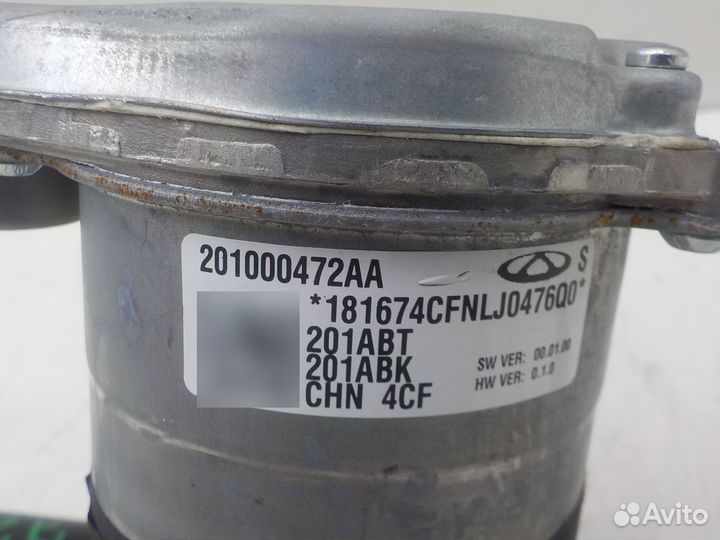 201000472AA
S
*181674CFNLJ0476Q0*
201ABT
201ABK
CHN 4CF
SW VER: 00.01.00
HW VER: 0.1.0
Avito